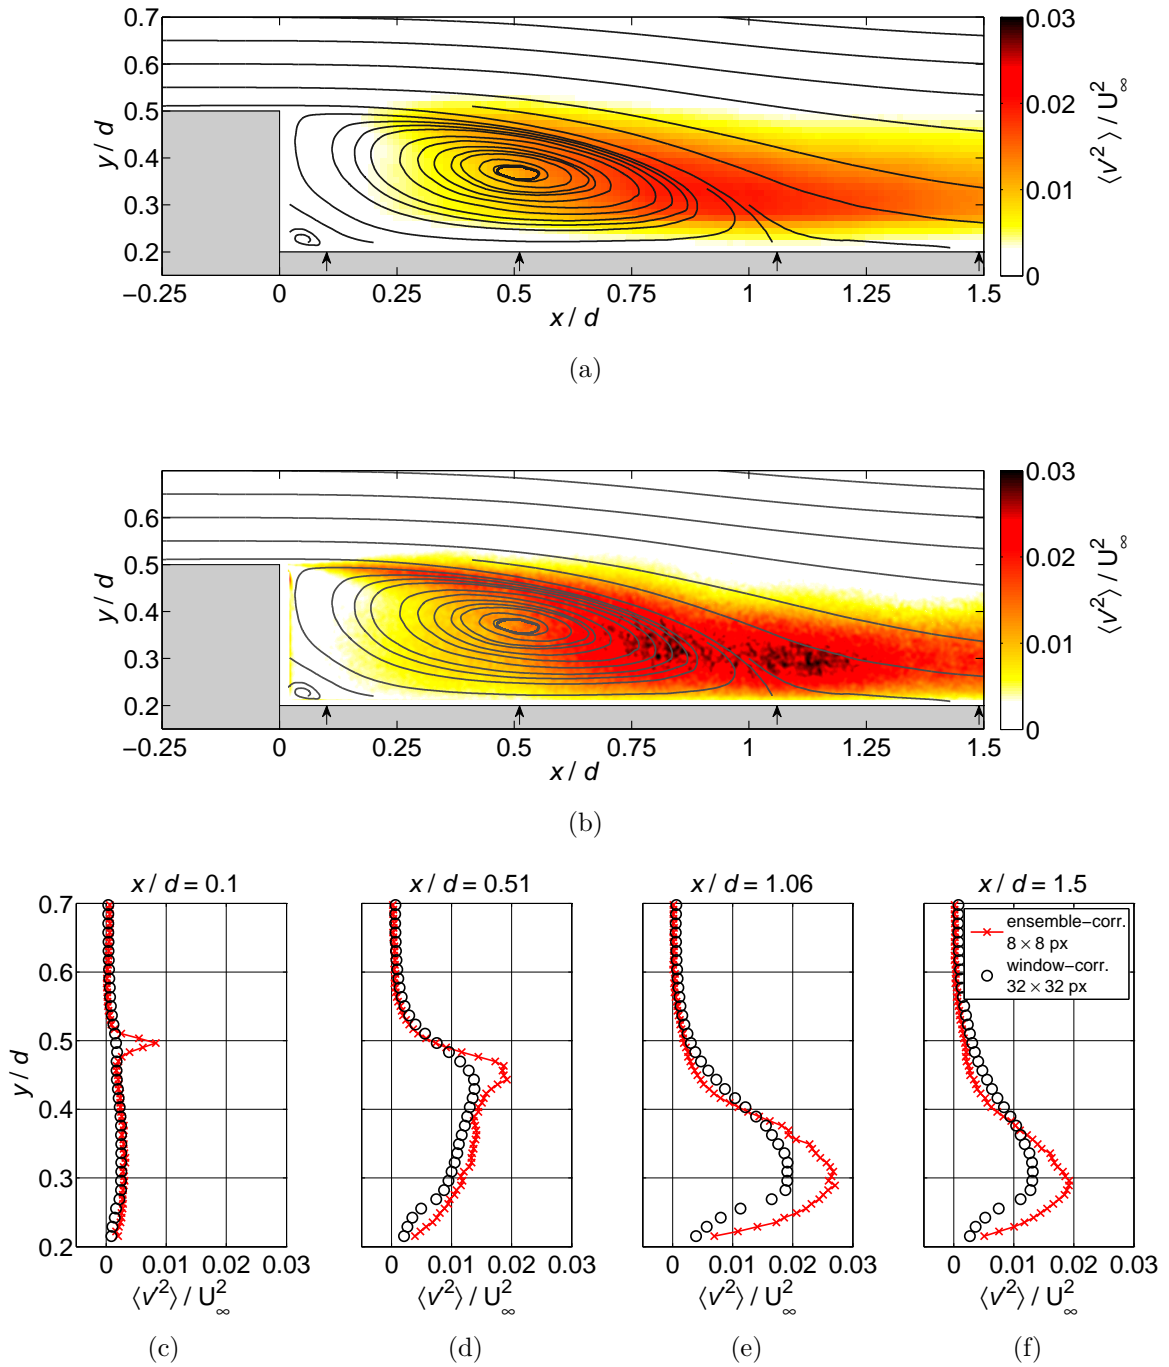 0.7
0.6
0.5
0.4
0.3
0.2
y / d
−0.25 0 0.25 0.5 0.75 1 1.25 1.5
x / d
0.03
0.02
0.01
0
⟨v′²⟩ / U²∞
(a)
0.6
0.5
0.4
0.3
0.2
y / d
−0.25 0 0.25 0.5 0.75 1 1.25 1.5
x / d
0.03
0.02
0.01
0
⟨v′²⟩ / U²∞
(b)
x / d = 0.1
0.7
0.6
0.5
0.4
0.3
0.2
y / d
0 0.01 0.02 0.03
⟨v′²⟩ / U²∞
(c)
x / d = 0.51
0 0.01 0.02 0.03
⟨v′²⟩ / U²∞
(d)
x / d = 1.06
0 0.01 0.02 0.03
⟨v′²⟩ / U²∞
(e)
x / d = 1.5
ensemble−corr.
8 × 8 px
window−corr.
32 × 32 px
0 0.01 0.02 0.03
⟨v′²⟩ / U²∞
(f)